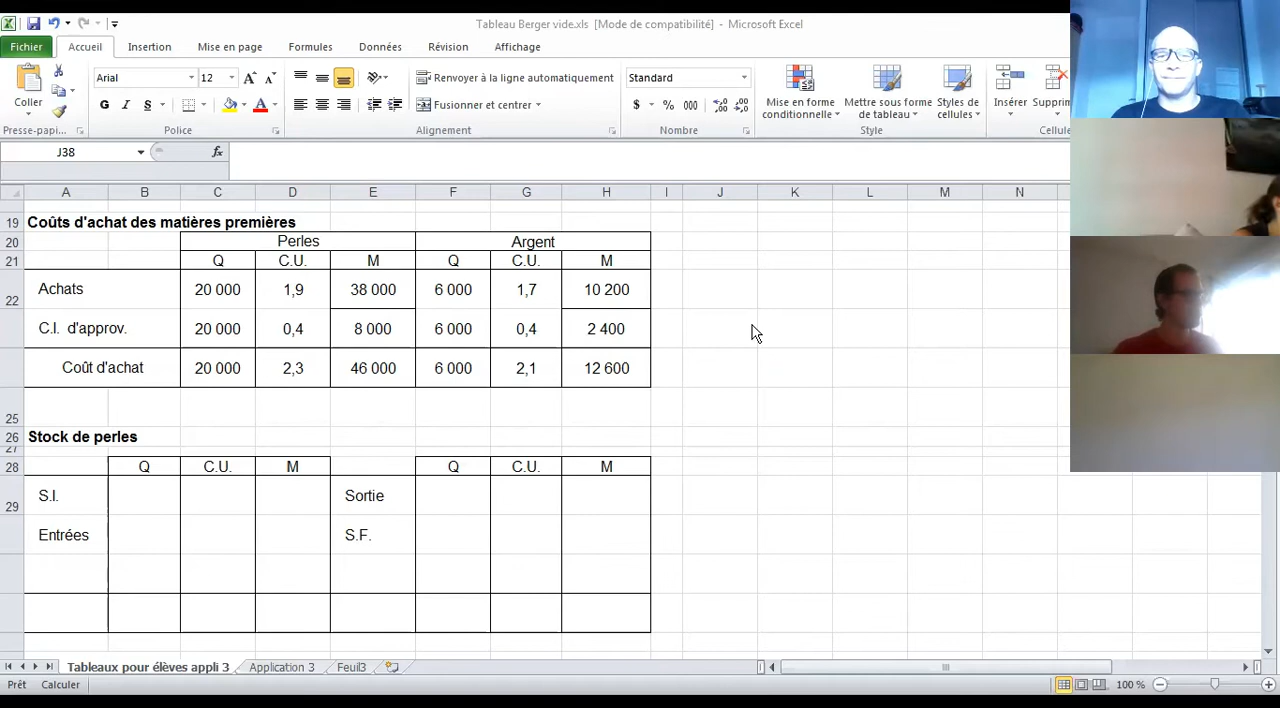 Tableau Berger vide.xls [Mode de compatibilité] - Microsoft Excel
Fichier Accueil Insertion Mise en page Formules Données Révision Affichage
Arial 12 Renvoyer à la ligne automatiquement Standard
Coller G I S Fusionner et centrer $ % 000 Mise en forme conditionnelle Mettre sous forme de tableau Styles de cellules Insérer Supprim
Presse-papi... Police Alignement Nombre Style Cellule
J38 fx
A B C D E F G H I J K L M N
19 Coûts d'achat des matières premières
20 Perles Argent
21 Q C.U. M Q C.U. M
22 Achats 20 000 1,9 38 000 6 000 1,7 10 200
C.I. d'approv. 20 000 0,4 8 000 6 000 0,4 2 400
Coût d'achat 20 000 2,3 46 000 6 000 2,1 12 600
25
26 Stock de perles
27
28 Q C.U. M Q C.U. M
29 S.I. Sortie
Entrées S.F.
Tableaux pour élèves appli 3 Application 3 Feuil3
Prêt Calculer 100 %